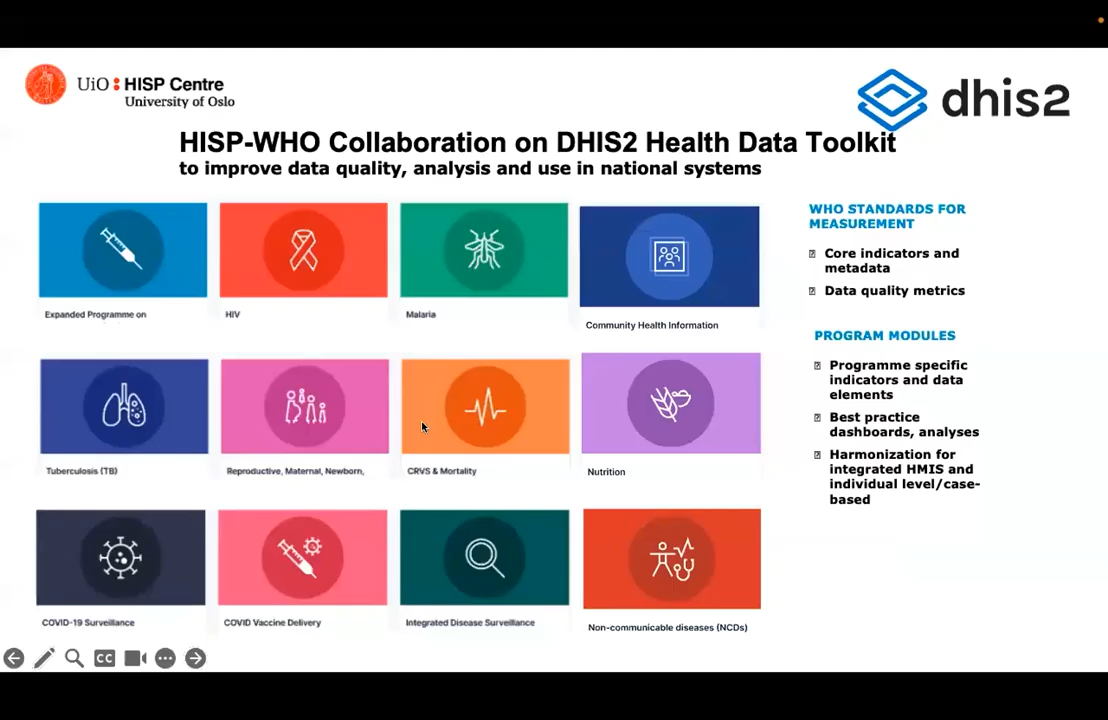 UiO HISP Centre
University of Oslo
dhis2
HISP-WHO Collaboration on DHIS2 Health Data Toolkit
to improve data quality, analysis and use in national systems
Expanded Programme on
HIV
Malaria
Community Health Information
Tuberculosis (TB)
Reproductive, Maternal, Newborn,
CRVS & Mortality
Nutrition
COVID-19 Surveillance
COVID Vaccine Delivery
Integrated Disease Surveillance
Non-communicable diseases (NCDs)
WHO STANDARDS FOR
MEASUREMENT
Core indicators and
metadata
Data quality metrics
PROGRAM MODULES
Programme specific
indicators and data
elements
Best practice
dashboards, analyses
Harmonization for
integrated HMIS and
individual level/case-
based
CC